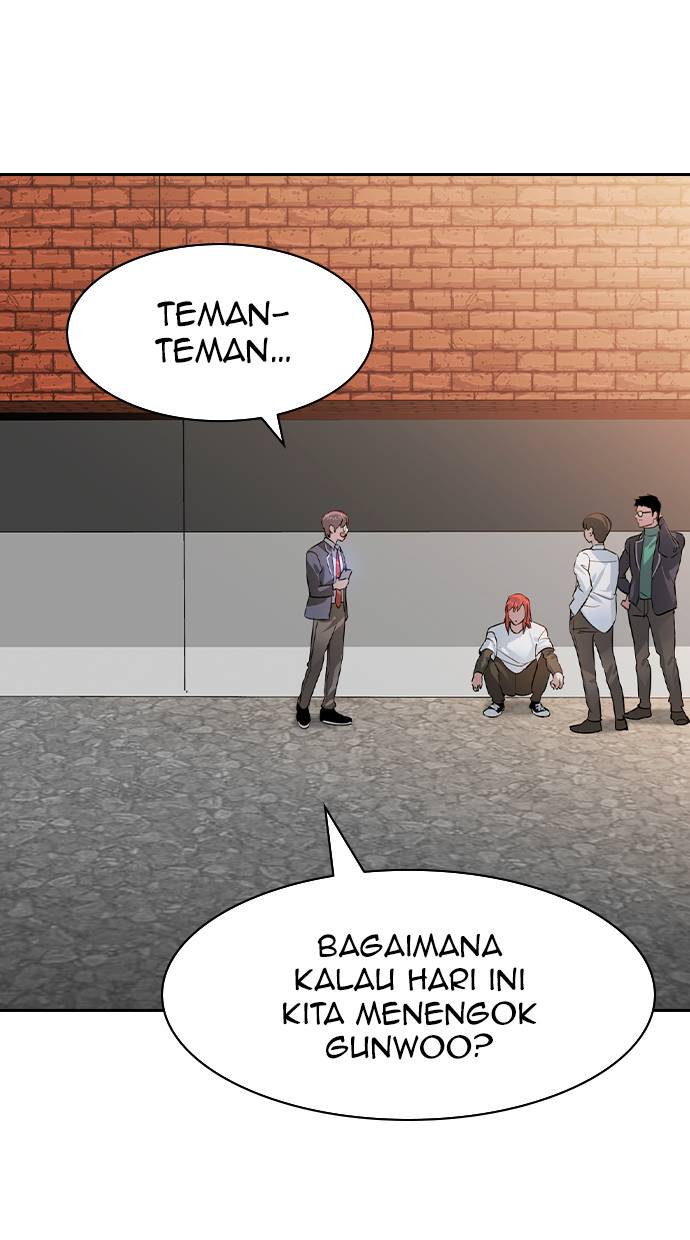 TEMAN-
TEMAN...
BAGAIMANA
KALAU HARI INI
KITA MENENGOK
GUNWOO?